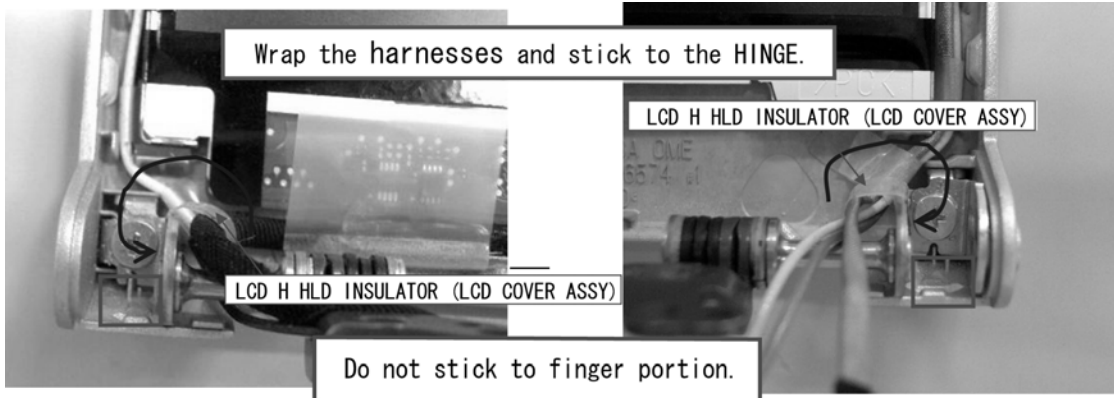 Wrap the harnesses and stick to the HINGE.
LCD H HLD INSULATOR (LCD COVER ASSY)
LCD H HLD INSULATOR (LCD COVER ASSY)
Do not stick to finger portion.